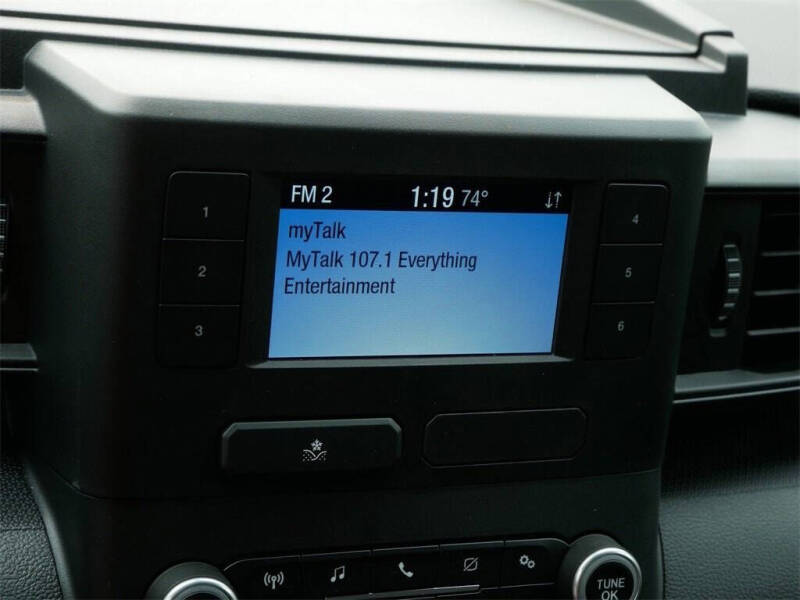 FM 2 1:19 74°
myTalk
MyTalk 107.1 Everything
Entertainment
1
2
3
4
5
6
TUNE
OK